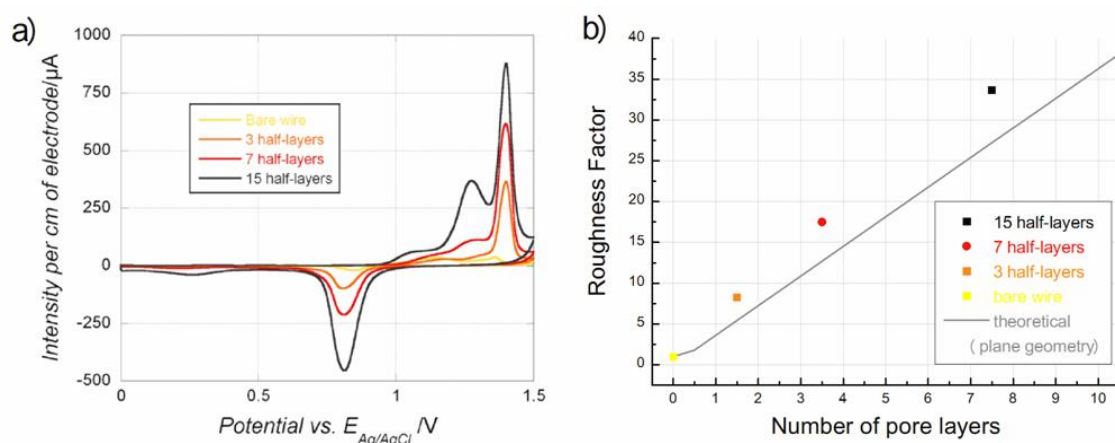 a)
1000
750
500
250
0
-250
-500
Intensity per cm of electrode/µA
Bare wire
3 half-layers
7 half-layers
15 half-layers
0
0.5
1
1.5
Potential vs. E Ag/AgCl /V
b)
40
35
30
25
20
15
10
5
0
Roughness Factor
15 half-layers
7 half-layers
3 half-layers
bare wire
theoretical
( plane geometry)
0 1 2 3 4 5 6 7 8 9 10
Number of pore layers